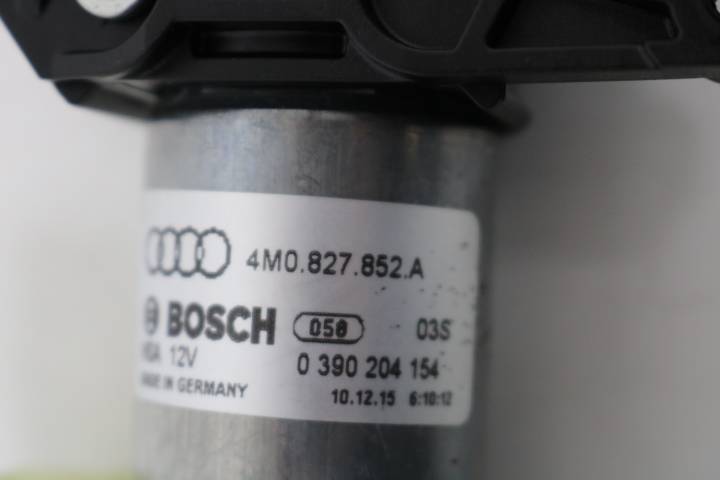 4M0.827.852.A
BOSCH 058 03S
12V 0 390 204 154
MADE IN GERMANY
10.12.15 6:10:12